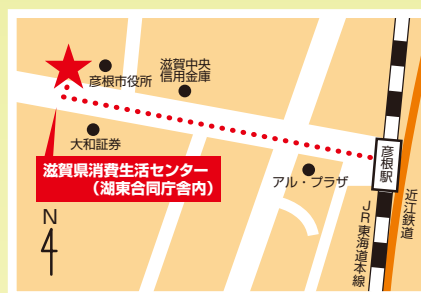 彦根市役所
滋賀中央
信用金庫
大和証券
滋賀県消費生活センター
（湖東合同庁舎内）
アル・プラザ
彦根駅
近江鉄道
JR東海道本線
N